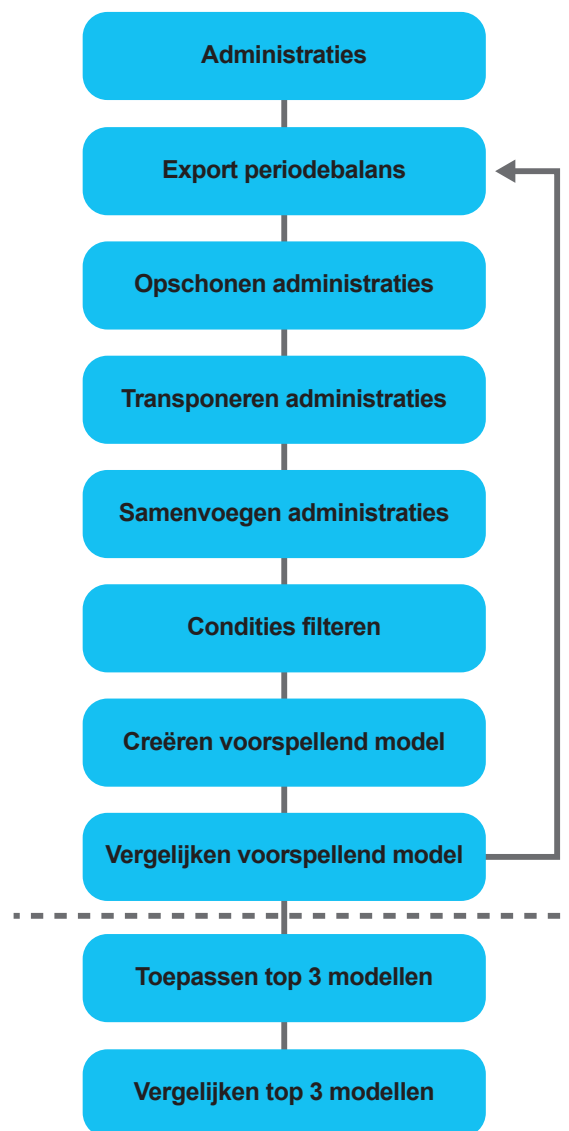 Administraties
Export periodebalans
Opschonen administraties
Transponeren administraties
Samenvoegen administraties
Condities filteren
Creëren voorspellend model
Vergelijken voorspellend model
Toepassen top 3 modellen
Vergelijken top 3 modellen